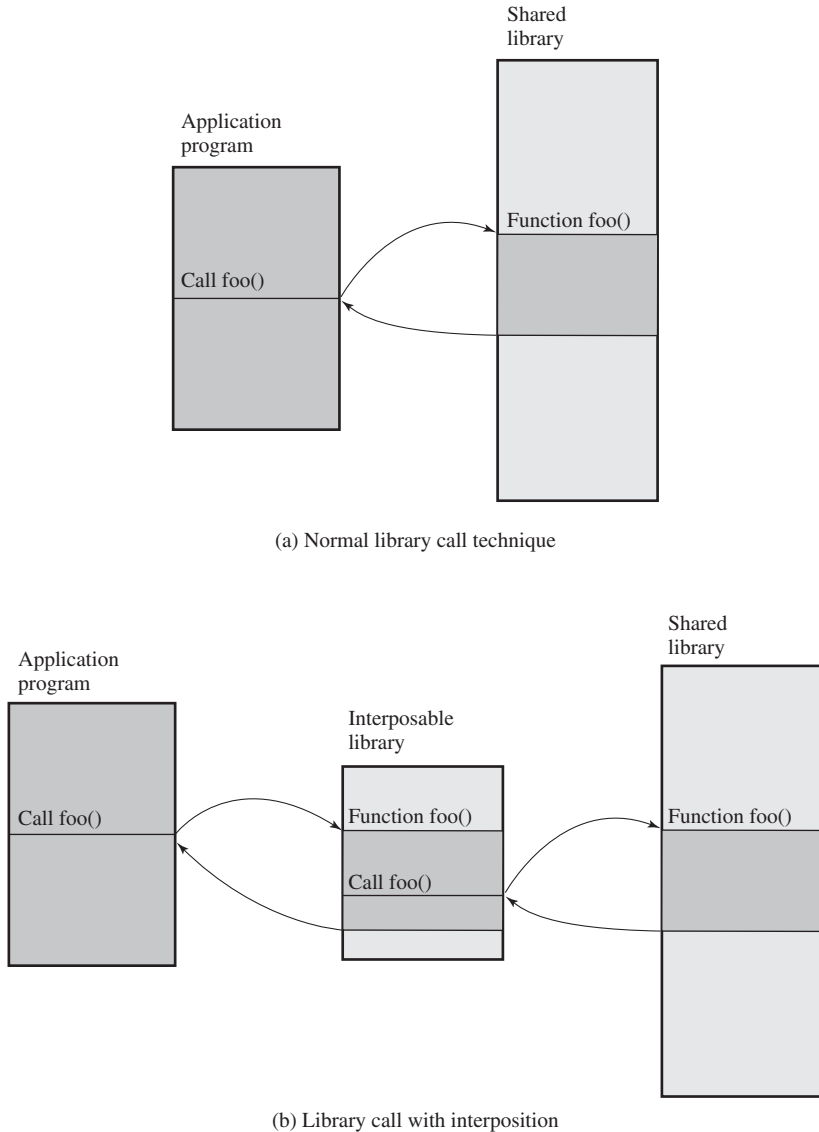 Shared
library
Application
program
Function foo()
Call foo()
(a) Normal library call technique
Shared
library
Application
program
Interposable
library
Call foo()
Function foo()
Function foo()
Call foo()
(b) Library call with interposition